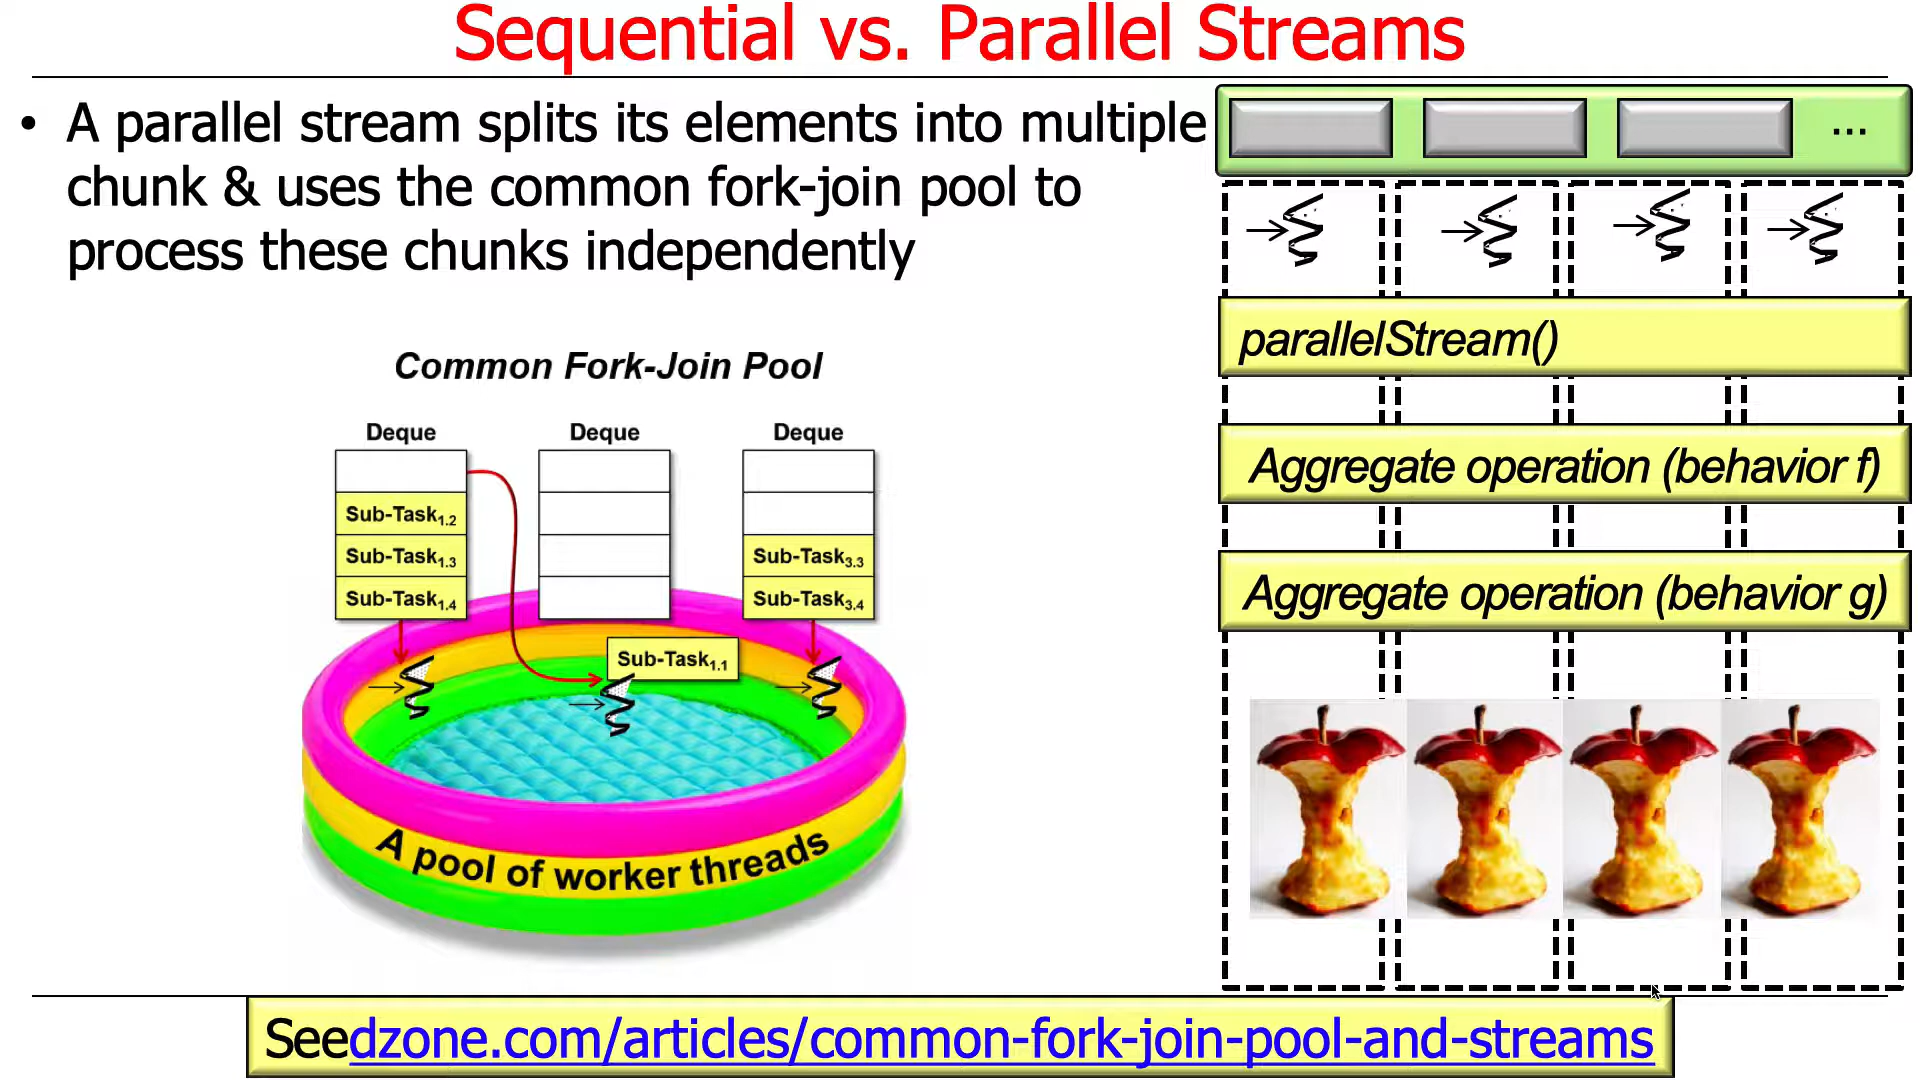 Sequential vs. Parallel Streams
• A parallel stream splits its elements into multiple
chunk & uses the common fork-join pool to
process these chunks independently
...
parallelStream()
Aggregate operation (behavior f)
Aggregate operation (behavior g)
Common Fork-Join Pool
Deque Deque Deque
Sub-Task1.2
Sub-Task1.3
Sub-Task1.4
Sub-Task3.3
Sub-Task3.4
Sub-Task1.1
A pool of worker threads
Seedzone.com/articles/common-fork-join-pool-and-streams